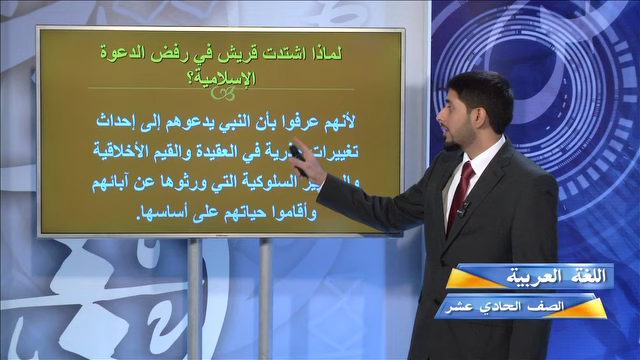 لماذا اشتدت قريش في رفض الدعوة
الإسلامية؟
لأنهم عرفوا بأن النبي يدعوهم إلى إحداث
تغييرات في العقيدة والقيم الأخلاقية
السلوكية التي ورثوها عن آبائهم
وأقاموا حياتهم على أساسها.
اللغة العربية
الصف الحادي عشر